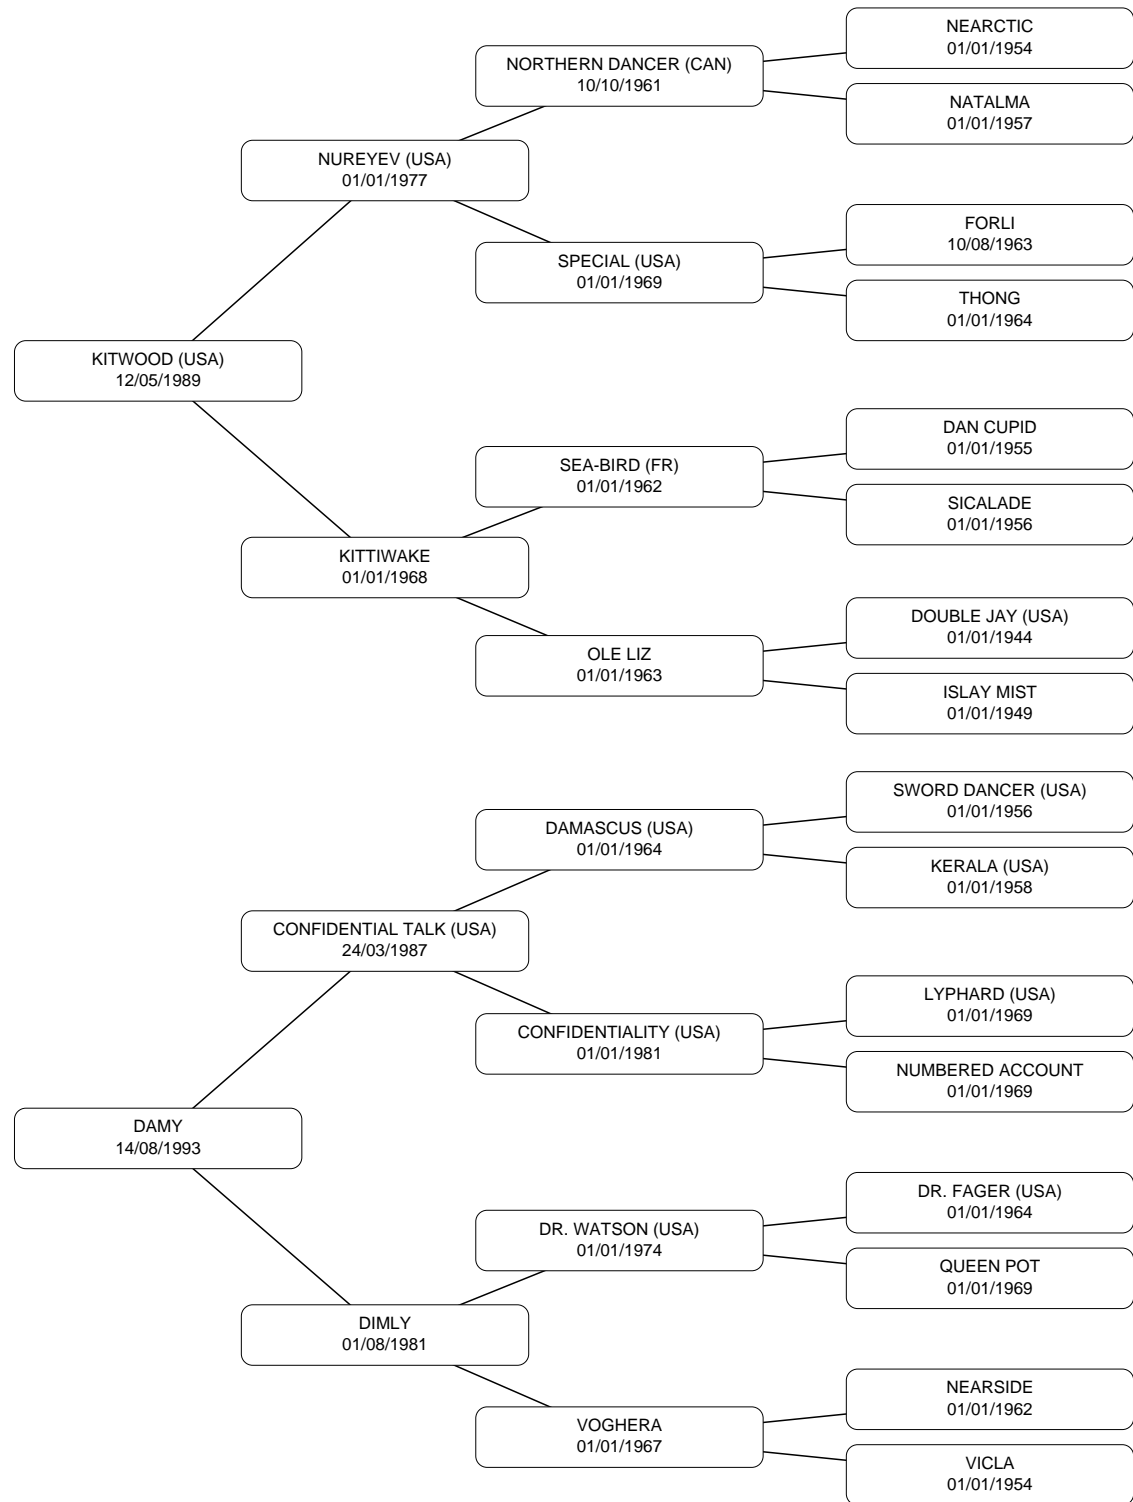 NEARCTIC
01/01/1954
NORTHERN DANCER (CAN)
10/10/1961
NATALMA
01/01/1957
NUREYEV (USA)
01/01/1977
FORLI
10/08/1963
SPECIAL (USA)
01/01/1969
THONG
01/01/1964
KITWOOD (USA)
12/05/1989
DAN CUPID
01/01/1955
SEA-BIRD (FR)
01/01/1962
SICALADE
01/01/1956
KITTIWAKE
01/01/1968
DOUBLE JAY (USA)
01/01/1944
OLE LIZ
01/01/1963
ISLAY MIST
01/01/1949
SWORD DANCER (USA)
01/01/1956
DAMASCUS (USA)
01/01/1964
KERALA (USA)
01/01/1958
CONFIDENTIAL TALK (USA)
24/03/1987
LYPHARD (USA)
01/01/1969
CONFIDENTIALITY (USA)
01/01/1981
NUMBERED ACCOUNT
01/01/1969
DAMY
14/08/1993
DR. FAGER (USA)
01/01/1964
DR. WATSON (USA)
01/01/1974
QUEEN POT
01/01/1969
DIMLY
01/08/1981
NEARSIDE
01/01/1962
VOGHERA
01/01/1967
VICLA
01/01/1954